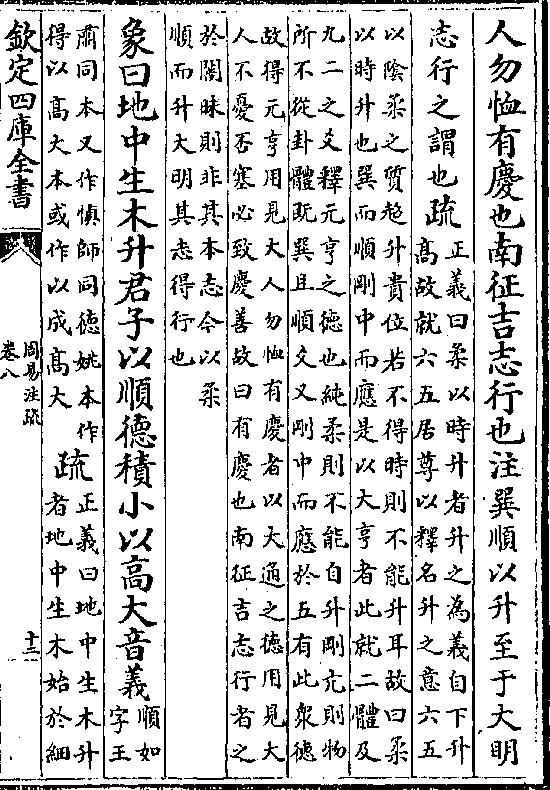 人勿恤有慶也南征吉志行也注巽順以升至于大明
志行之謂也疏
正義曰柔以時升者升之為義自下升
高故就六五居尊以釋名升之意六五
以陰柔之質超升貴位若不得時則不能升耳故曰柔
以時升也巽而順剛中而應是以大亨者此就二體及
九二之爻釋元亨之德也純柔則不能自升剛亢則物
所不從卦體既巽且順爻又剛中而應於五有此衆德
故得元亨用見大人勿恤有慶者以大通之德用見大
人不憂否塞必致慶善故曰有慶也南征吉志行者之
於闇昧則非其本志今以柔
順而升大明其志得行也
象曰地中生木升君子以順德積小以高大音義
順如
字王
肅同本又作慎師同德姚本作
得以高大本或作以成高大
疏
正義曰地中生木升
者地中生木始於細
欽定四庫全書
周易注疏
卷八
十三